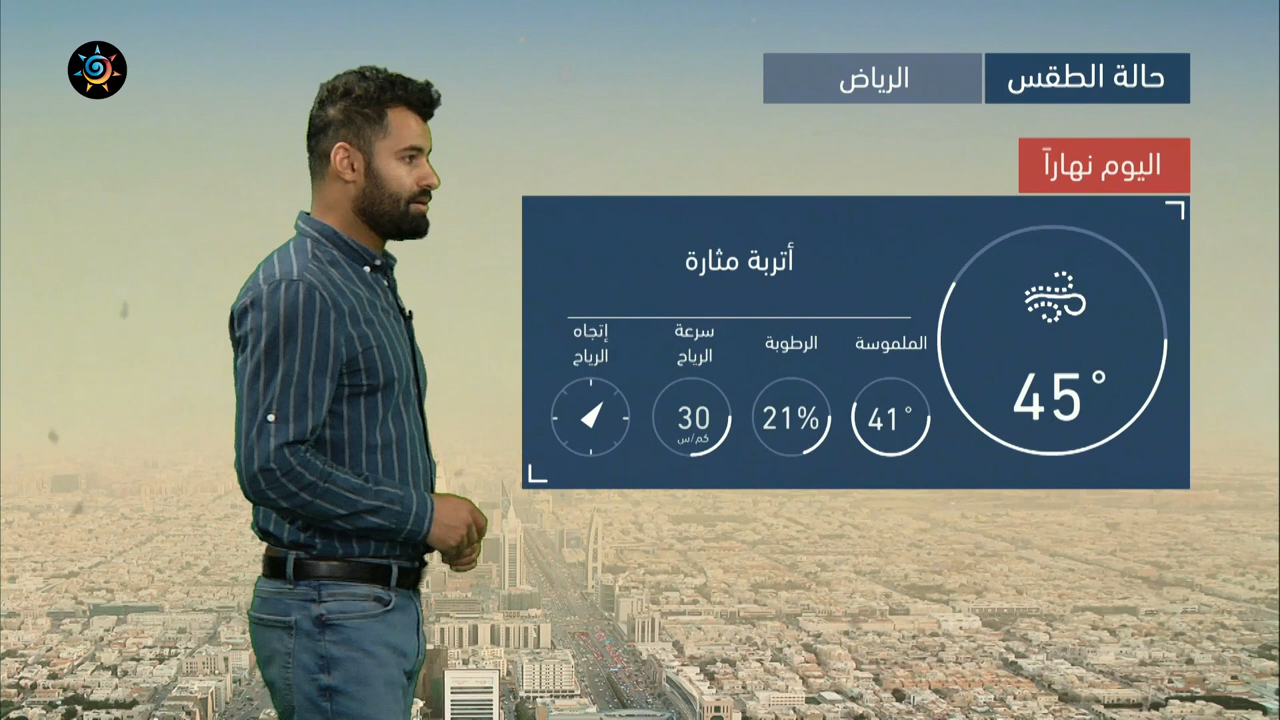 حالة الطقس
الرياض
اليوم نهاراً
أتربة مثارة
45°
الملموسة
41°
الرطوبة
21%
سرعة
الرياح
30
كم/س
إتجاه
الرياح